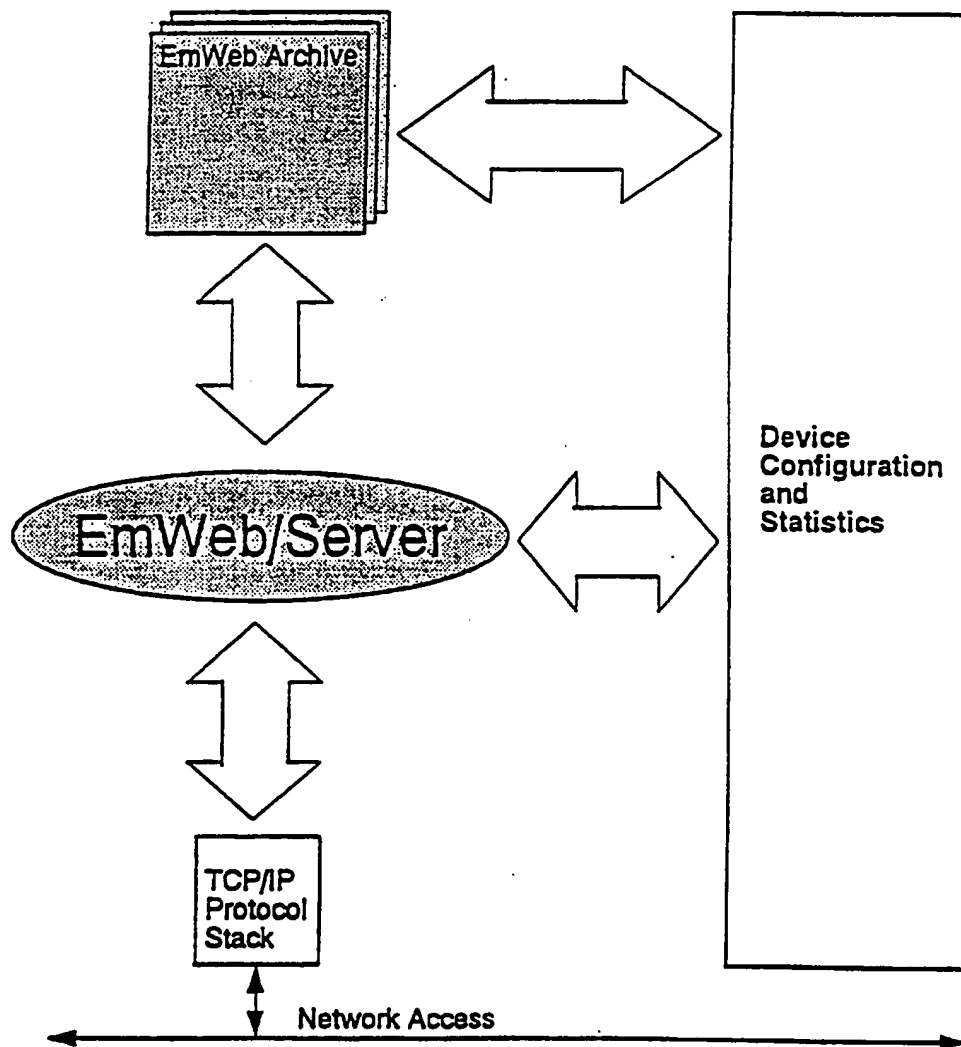 EmWeb Archive
Device
Configuration
and
Statistics
EmWeb/Server
TCP/IP
Protocol
Stack
Network Access